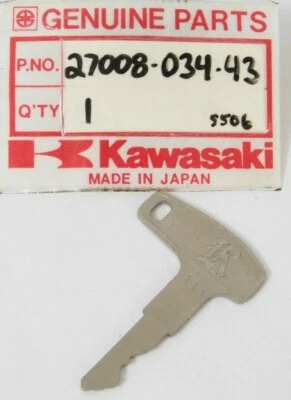 GENUINE PARTS
P.NO. 27008-034-43
Q'TY 1 5506
Kawasaki
MADE IN JAPAN